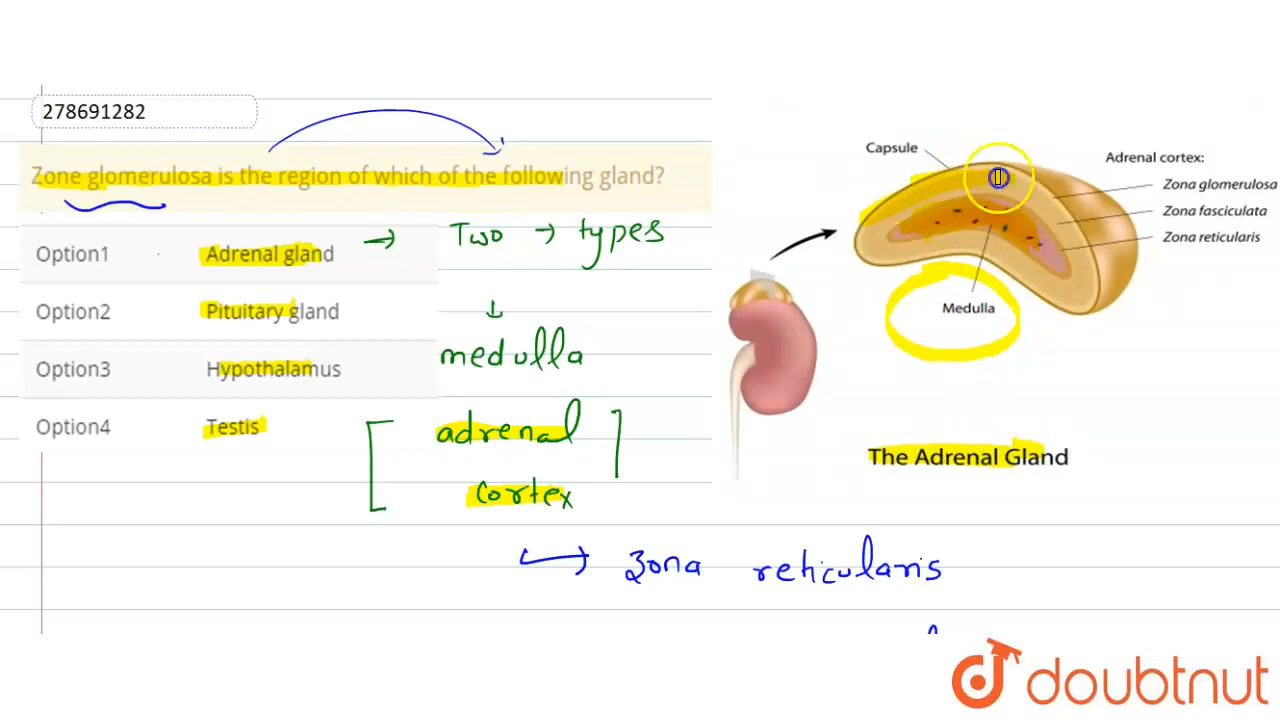 278691282
Zone glomerulosa is the region of which of the following gland?
Option1 Adrenal gland
→ Two → types
Option2 Pituitary gland
↓
medulla
Option3 Hypothalamus
Option4 Testis
[ adrenal ]
cortex
→ zona reticularis
Capsule
Adrenal cortex:
Zona glomerulosa
Zona fasciculata
Zona reticularis
Medulla
The Adrenal Gland
doubtnut